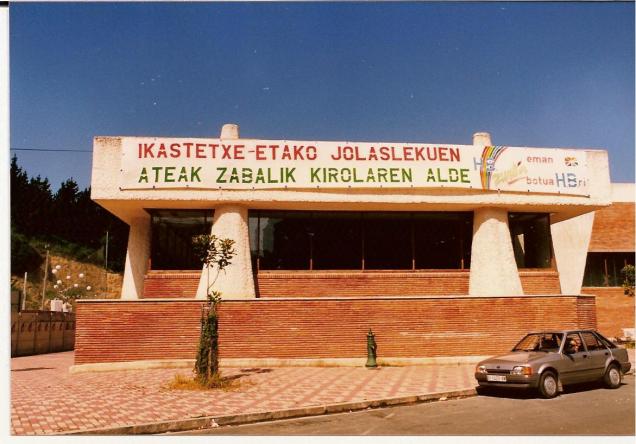 IKASTETXE-ETAKO JOLASLEKUEN
ATEAK ZABALIK KIROLAREN ALDE
HB
eman
botua HBri